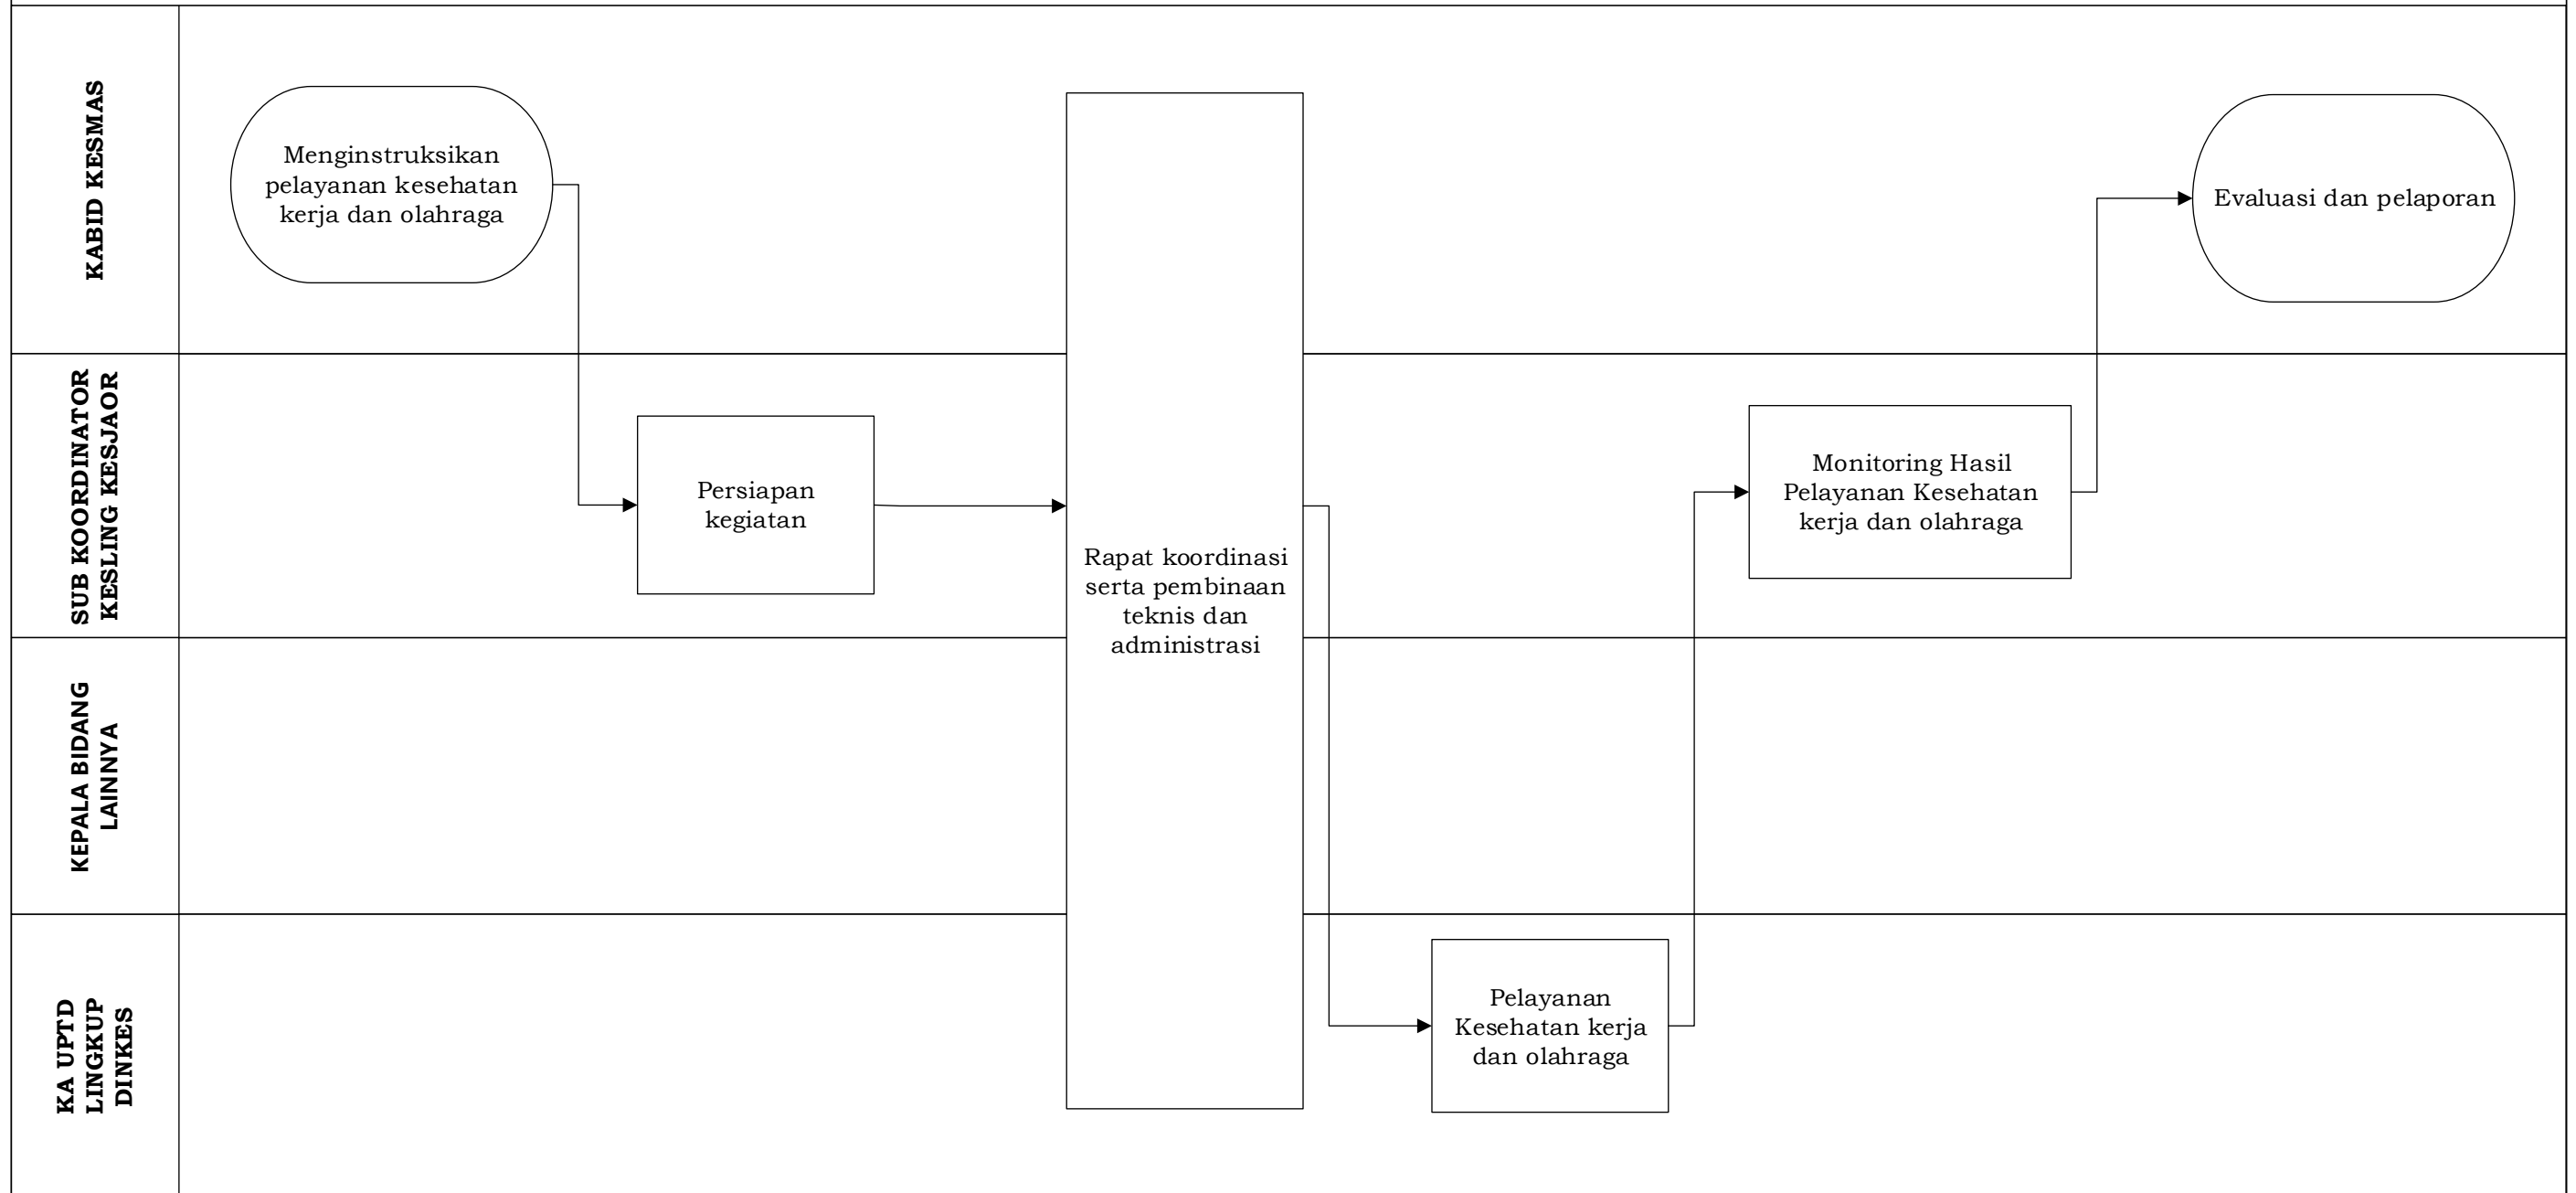 KABID KESMAS
Menginstruksikan
pelayanan kesehatan
kerja dan olahraga
Evaluasi dan pelaporan
SUB KOORDINATOR
KESLING KESJAOR
Persiapan
kegiatan
Rapat koordinasi
serta pembinaan
teknis dan
administrasi
Monitoring Hasil
Pelayanan Kesehatan
kerja dan olahraga
KEPALA BIDANG
LAINNYA
KA UPTD
LINGKUP
DINKES
Pelayanan
Kesehatan kerja
dan olahraga